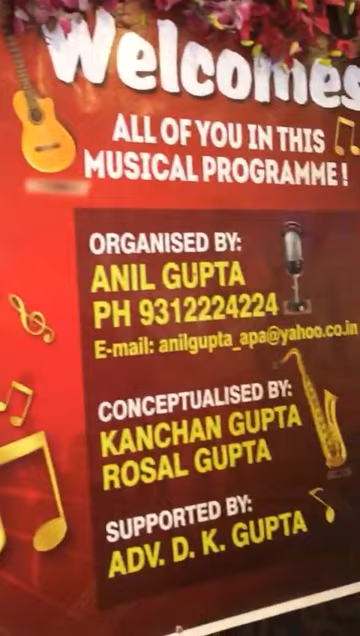 Welcomes
ALL OF YOU IN THIS
MUSICAL PROGRAMME !
ORGANISED BY:
ANIL GUPTA
PH 9312224224
E-mail: anilgupta_apa@yahoo.co.in
CONCEPTUALISED BY:
KANCHAN GUPTA
ROSAL GUPTA
SUPPORTED BY:
ADV. D. K. GUPTA